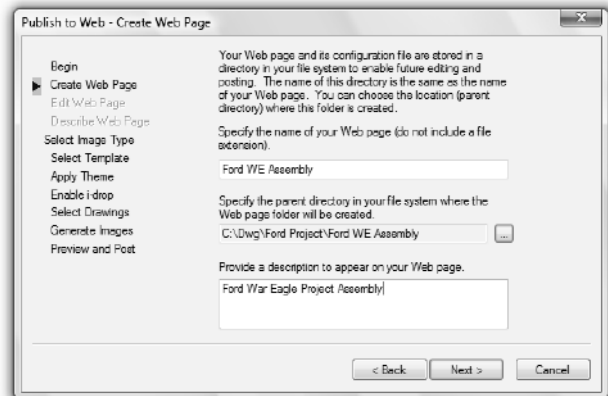 Publish to Web - Create Web Page
Begin
Create Web Page
Edit Web Page
Describe Web Page
Select Image Type
Select Template
Apply Theme
Enable i-drop
Select Drawings
Generate Images
Preview and Post
Your Web page and its configuration file are stored in a
directory in your file system to enable future editing and
posting. The name of this directory is the same as the name
of your Web page. You can choose the location (parent
directory) where this folder is created.
Specify the name of your Web page (do not include a file
extension).
Ford WE Assembly
Specify the parent directory in your file system where the
Web page folder will be created.
C:\Dwg\Ford Project\Ford WE Assembly
...
Provide a description to appear on your Web page.
Ford War Eagle Project Assembly
< Back
Next >
Cancel